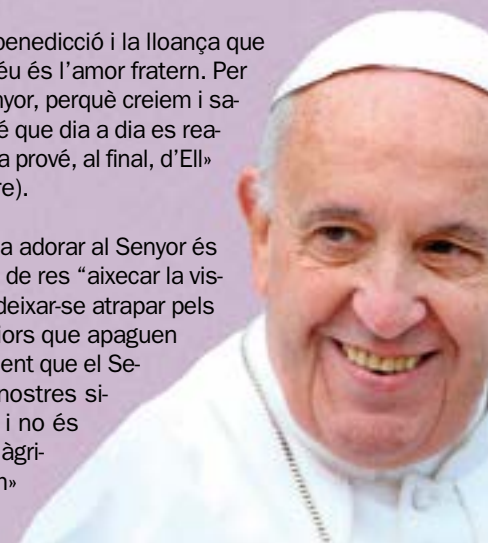 benedicció i la lloança que
éu és l’amor fratern. Per
nyor, perquè creiem i sa-
é que dia a dia es rea-
a prové, al final, d’Ell»
re).
a adorar al Senyor és
de res “aixecar la vis-
deixar-se atrapar pels
iors que apaguen
ent que el Se-
nostres si-
i no és
àgri-
n»